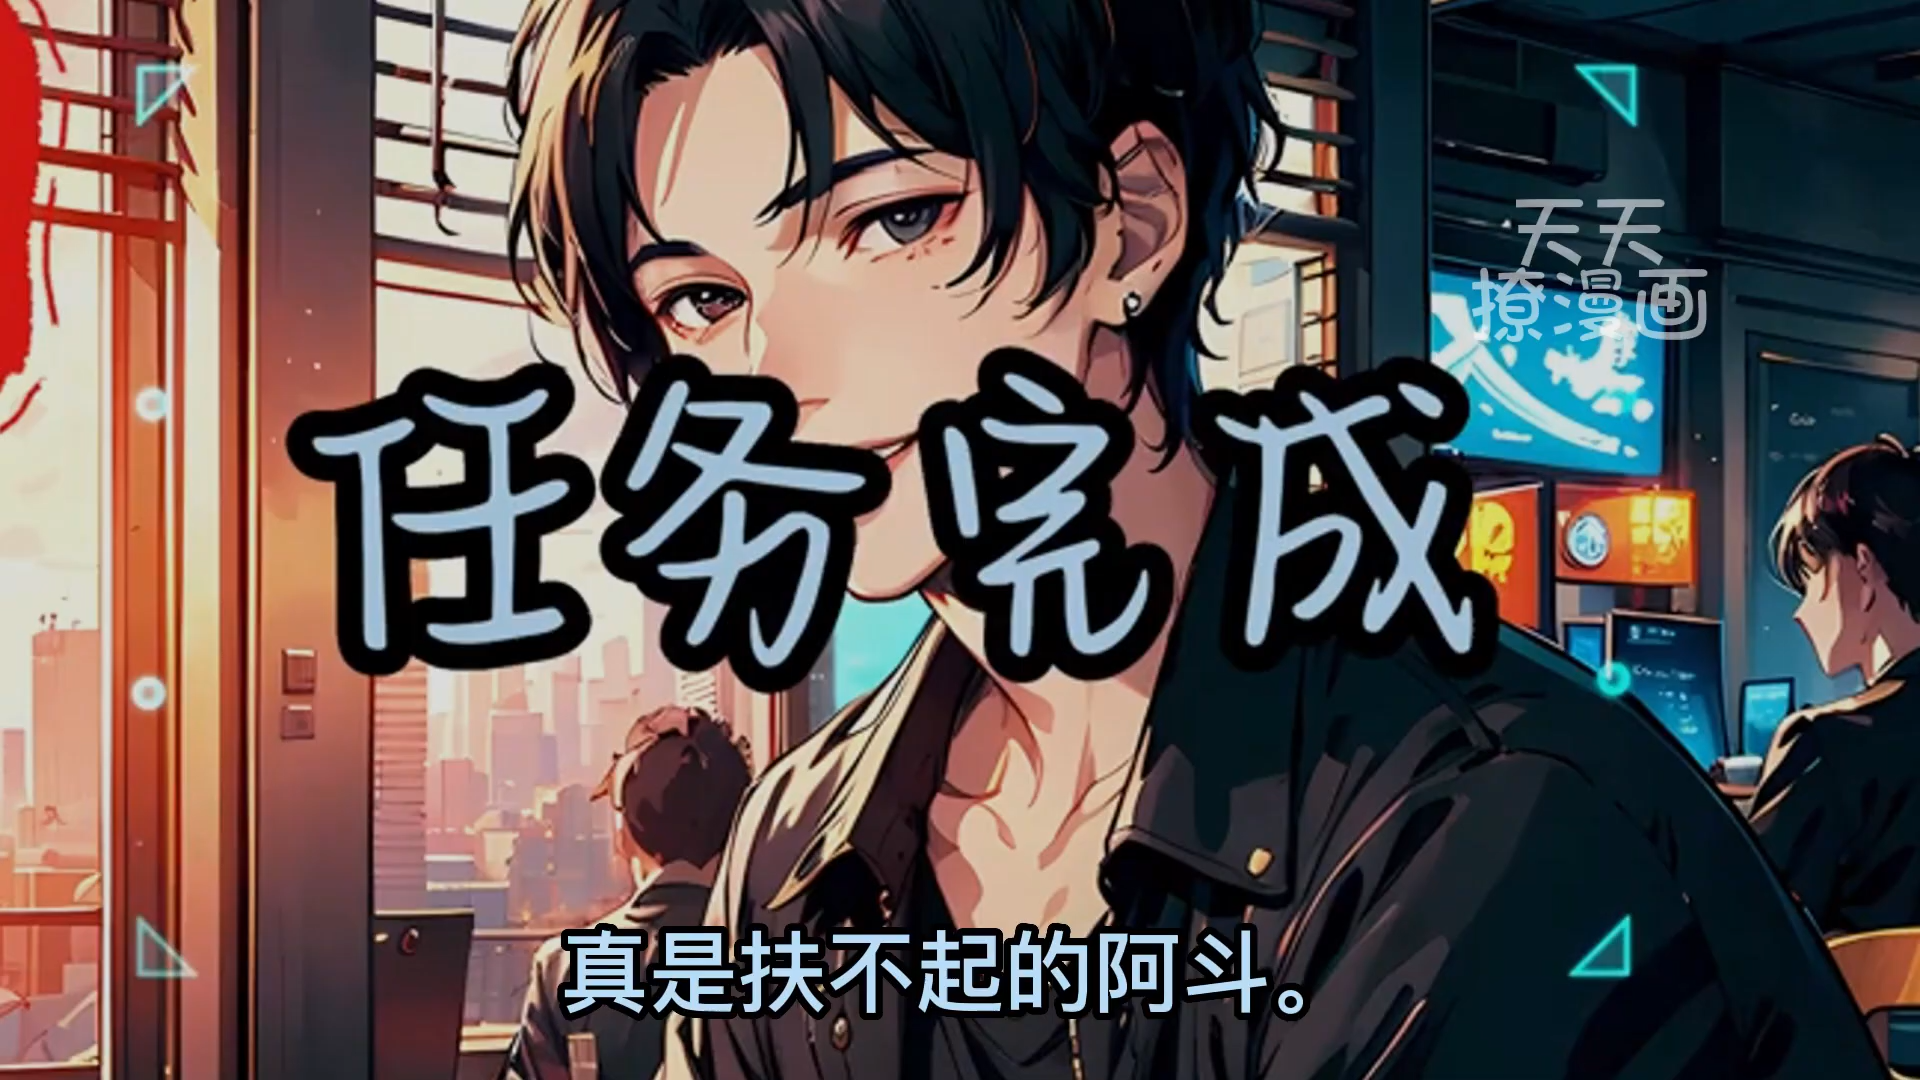 天天
撩漫画
任务完成
真是扶不起的阿斗。